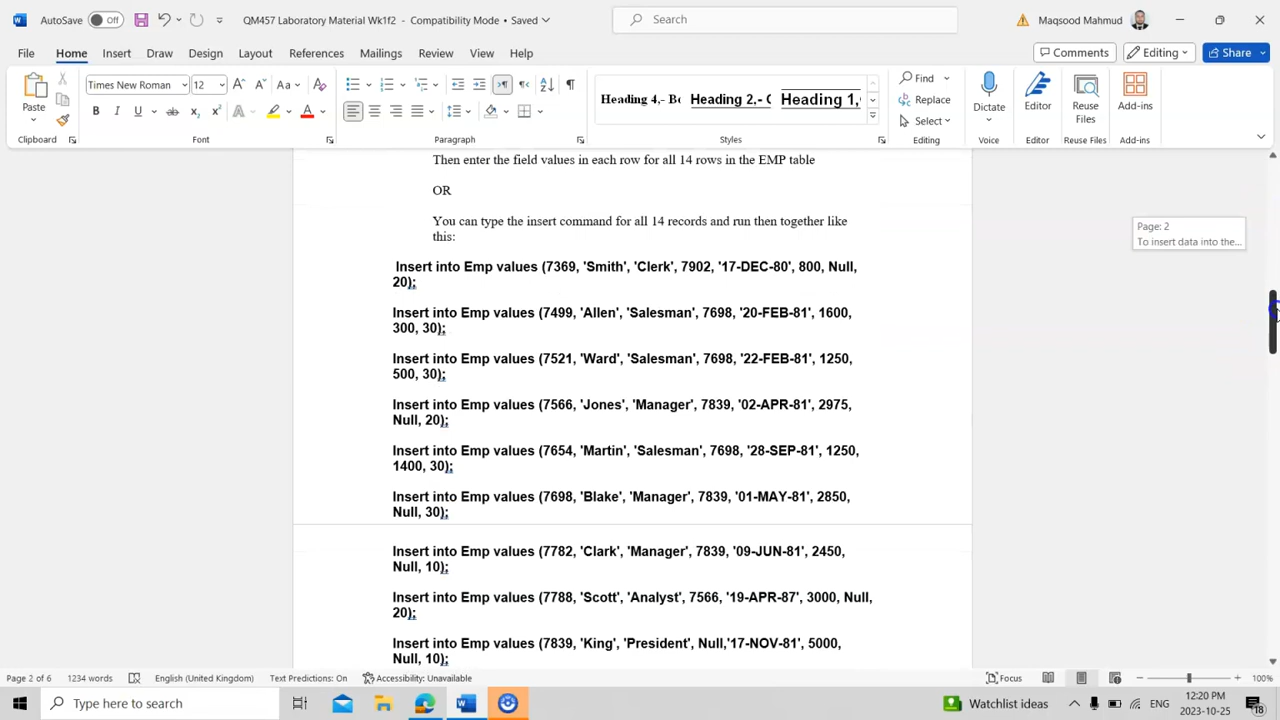 AutoSave Off QM457 Laboratory Material Wk1f2 - Compatibility Mode • Saved Search Maqsood Mahmud
File Home Insert Draw Design Layout References Mailings Review View Help Comments Editing Share
Times New Roman 12 Aa Heading 4,- Bc Heading 2.- C Heading 1, Find
Paste Replace Dictate Editor Reuse Files Add-ins
Select
Clipboard Font Paragraph Styles Editing Voice Editor Reuse Files Add-ins
Then enter the field values in each row for all 14 rows in the EMP table
OR
You can type the insert command for all 14 records and run then together like
this:
Page: 2
To insert data into the...
Insert into Emp values (7369, 'Smith', 'Clerk', 7902, '17-DEC-80', 800, Null,
20);
Insert into Emp values (7499, 'Allen', 'Salesman', 7698, '20-FEB-81', 1600,
300, 30);
Insert into Emp values (7521, 'Ward', 'Salesman', 7698, '22-FEB-81', 1250,
500, 30);
Insert into Emp values (7566, 'Jones', 'Manager', 7839, '02-APR-81', 2975,
Null, 20);
Insert into Emp values (7654, 'Martin', 'Salesman', 7698, '28-SEP-81', 1250,
1400, 30);
Insert into Emp values (7698, 'Blake', 'Manager', 7839, '01-MAY-81', 2850,
Null, 30);
Insert into Emp values (7782, 'Clark', 'Manager', 7839, '09-JUN-81', 2450,
Null, 10);
Insert into Emp values (7788, 'Scott', 'Analyst', 7566, '19-APR-87', 3000, Null,
20);
Insert into Emp values (7839, 'King', 'President', Null,'17-NOV-81', 5000,
Null, 10);
Page 2 of 6 1234 words English (United Kingdom) Text Predictions: On Accessibility: Unavailable Focus 100%
Type here to search Watchlist ideas ENG 12:20 PM
2023-10-25 18